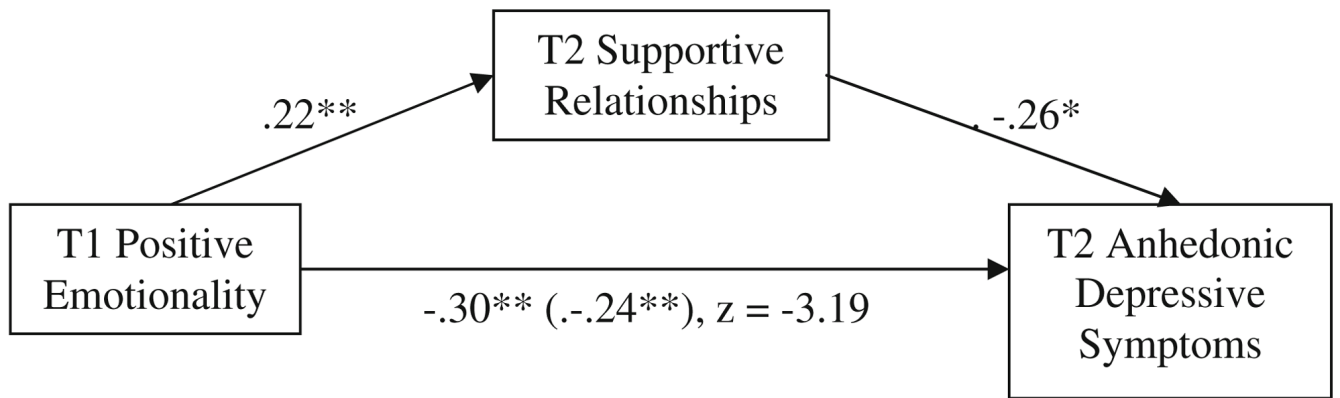 T2 Supportive
Relationships
.22**
. -.26*
T1 Positive
Emotionality
-.30** (.-.24**), z = -3.19
T2 Anhedonic
Depressive
Symptoms